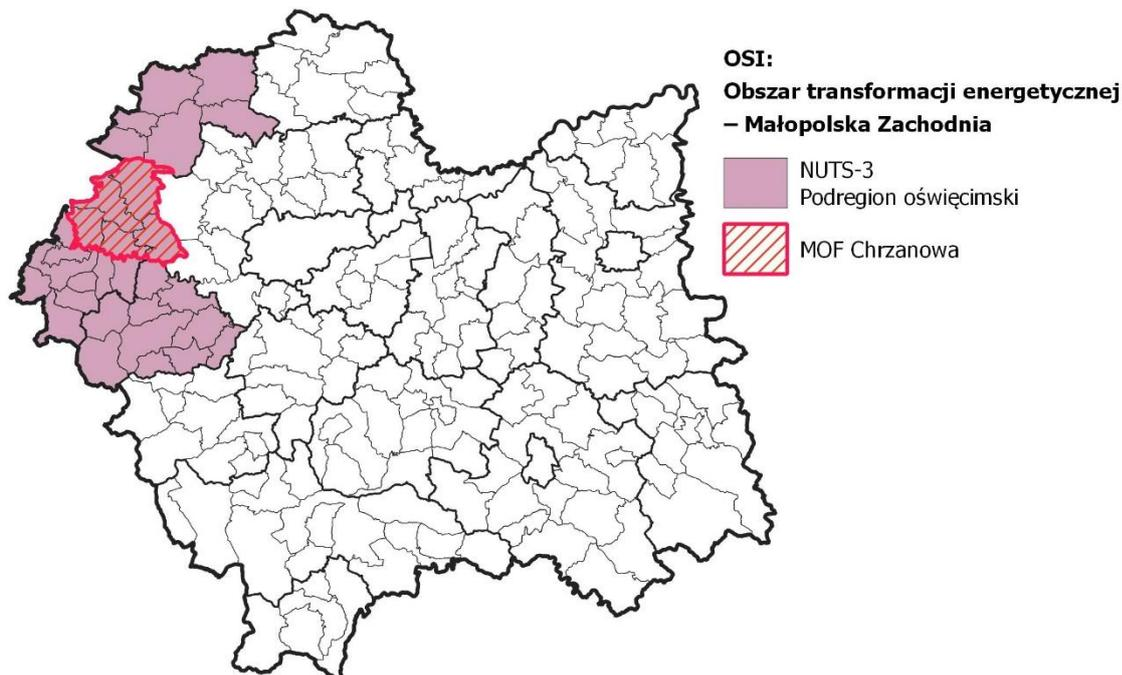 OSI:
Obszar transformacji energetycznej
– Małopolska Zachodnia
NUTS-3
Podregion oświęcimski
MOF Chrzanowa